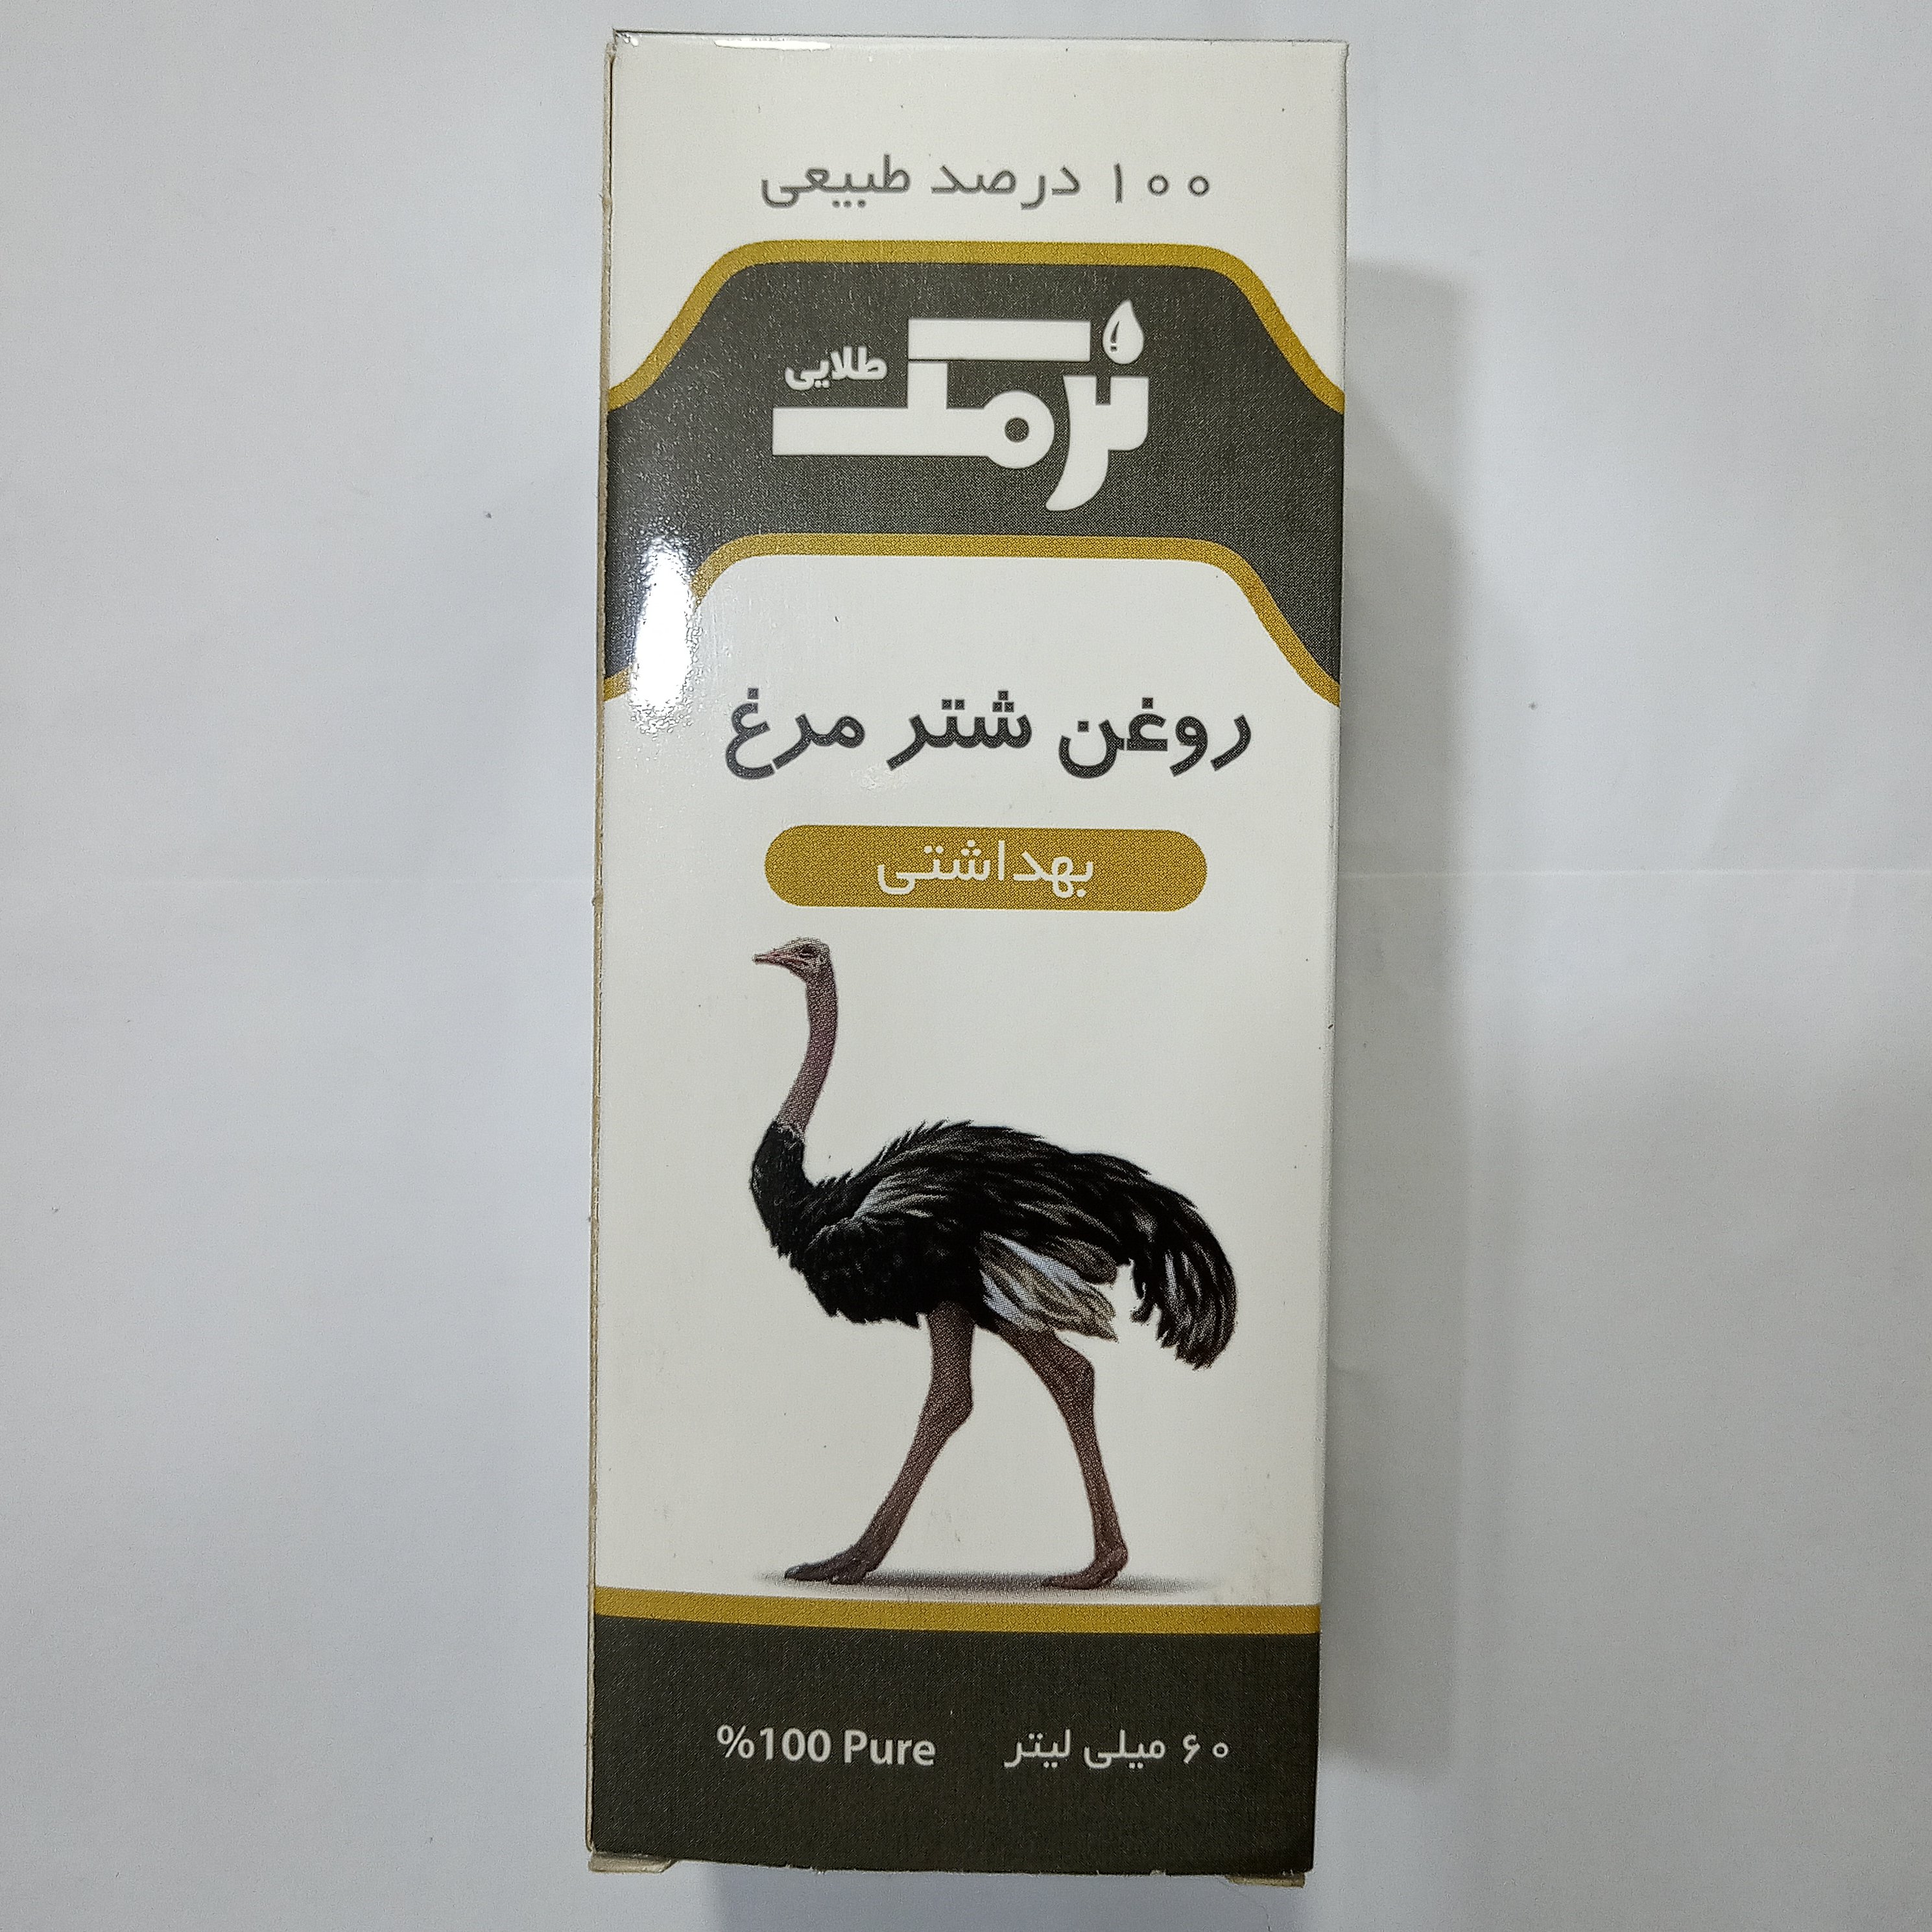 ۱۰۰ درصد طبیعی
نرمک
طلایی
روغن شتر مرغ
بهداشتی
۶۰ میلی لیتر %100 Pure